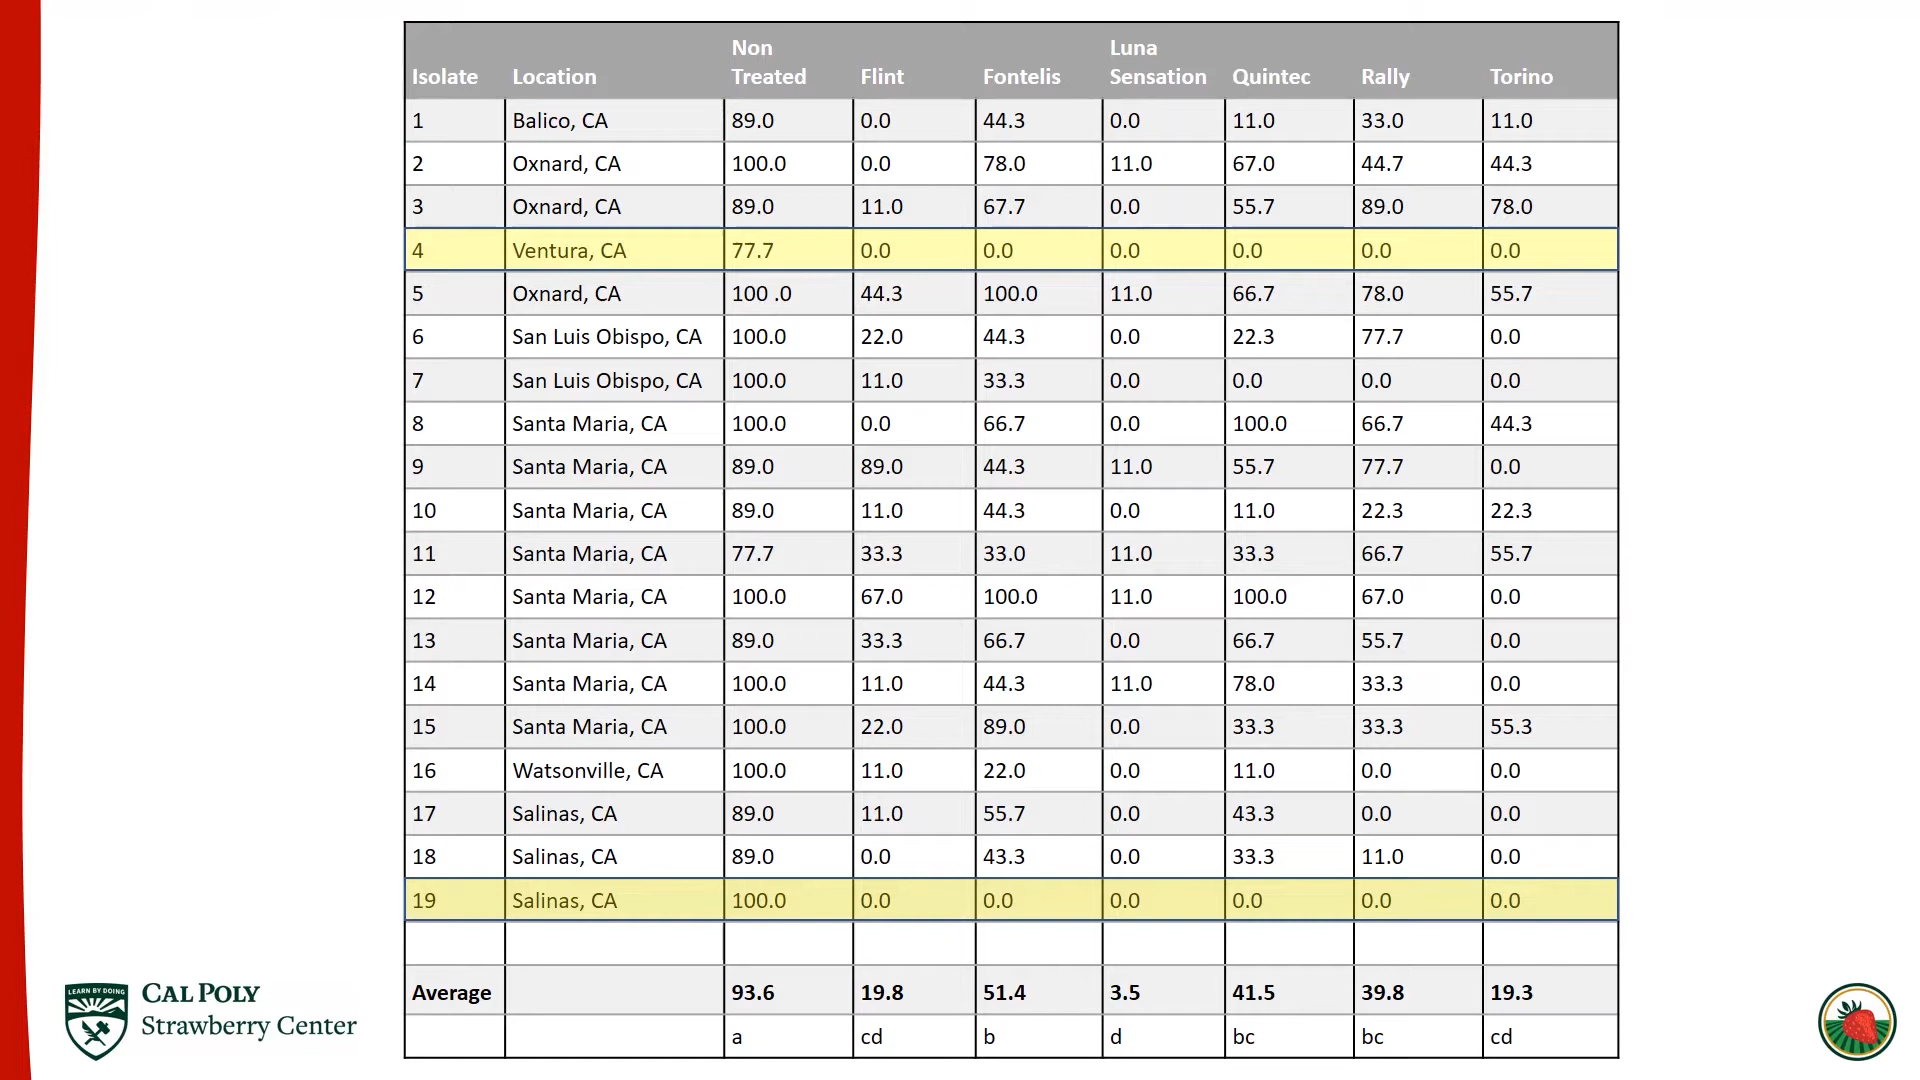 Isolate Location Non Treated Flint Fontelis Luna Sensation Quintec Rally Torino
1 Balico, CA 89.0 0.0 44.3 0.0 11.0 33.0 11.0
2 Oxnard, CA 100.0 0.0 78.0 11.0 67.0 44.7 44.3
3 Oxnard, CA 89.0 11.0 67.7 0.0 55.7 89.0 78.0
4 Ventura, CA 77.7 0.0 0.0 0.0 0.0 0.0 0.0
5 Oxnard, CA 100 .0 44.3 100.0 11.0 66.7 78.0 55.7
6 San Luis Obispo, CA 100.0 22.0 44.3 0.0 22.3 77.7 0.0
7 San Luis Obispo, CA 100.0 11.0 33.3 0.0 0.0 0.0 0.0
8 Santa Maria, CA 100.0 0.0 66.7 0.0 100.0 66.7 44.3
9 Santa Maria, CA 89.0 89.0 44.3 11.0 55.7 77.7 0.0
10 Santa Maria, CA 89.0 11.0 44.3 0.0 11.0 22.3 22.3
11 Santa Maria, CA 77.7 33.3 33.0 11.0 33.3 66.7 55.7
12 Santa Maria, CA 100.0 67.0 100.0 11.0 100.0 67.0 0.0
13 Santa Maria, CA 89.0 33.3 66.7 0.0 66.7 55.7 0.0
14 Santa Maria, CA 100.0 11.0 44.3 11.0 78.0 33.3 0.0
15 Santa Maria, CA 100.0 22.0 89.0 0.0 33.3 33.3 55.3
16 Watsonville, CA 100.0 11.0 22.0 0.0 11.0 0.0 0.0
17 Salinas, CA 89.0 11.0 55.7 0.0 43.3 0.0 0.0
18 Salinas, CA 89.0 0.0 43.3 0.0 33.3 11.0 0.0
19 Salinas, CA 100.0 0.0 0.0 0.0 0.0 0.0 0.0
Average 93.6 19.8 51.4 3.5 41.5 39.8 19.3
a cd b d bc bc cd
LEARN BY DOING
CAL POLY
Strawberry Center